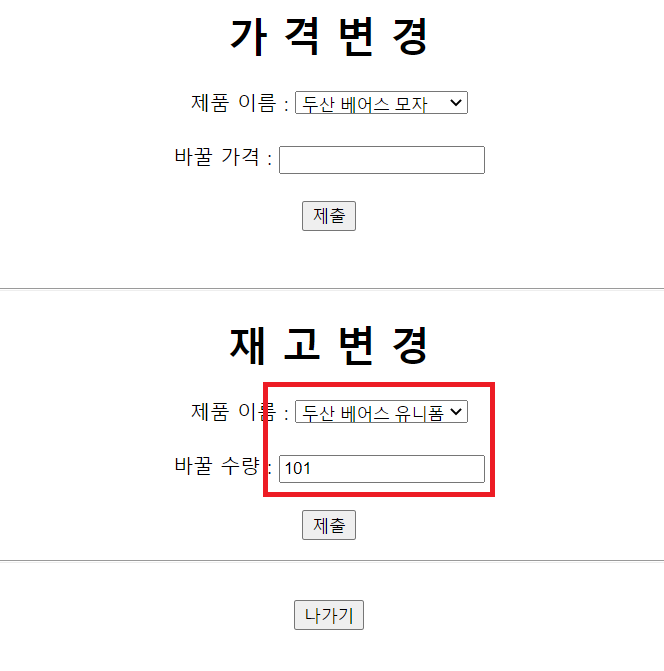 가 격 변 경
제품 이름 : 두산 베어스 모자
바꿀 가격 :
제출
재 고 변 경
제품 이름 : 두산 베어스 유니폼
바꿀 수량 : 101
제출
나가기